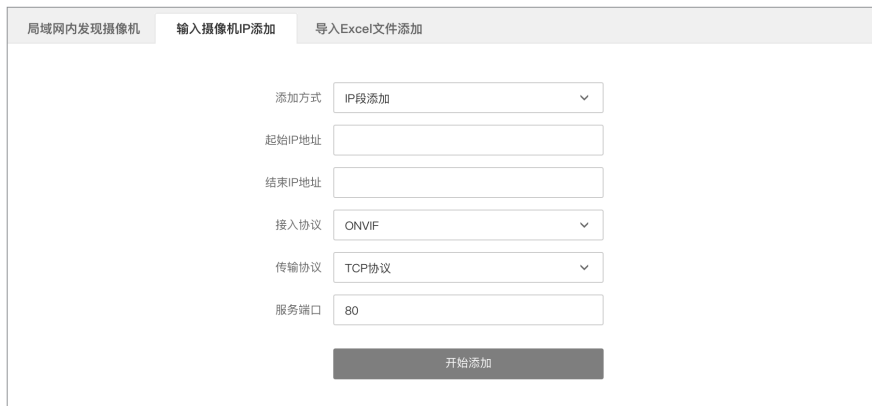 局域网内发现摄像机 输入摄像机IP添加 导入Excel文件添加
添加方式 IP段添加
起始IP地址
结束IP地址
接入协议 ONVIF
传输协议 TCP协议
服务端口 80
开始添加